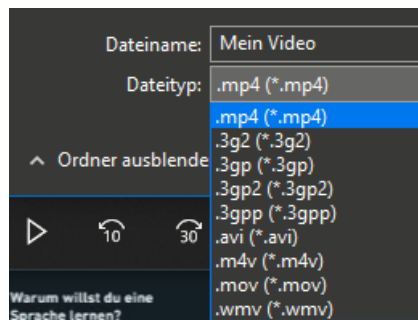 Dateiname: Mein Video
Dateityp: .mp4 (*.mp4)
.mp4 (*.mp4)
.3g2 (*.3g2)
.3gp (*.3gp)
.3gp2 (*.3gp2)
.3gpp (*.3gpp)
.avi (*.avi)
.m4v (*.m4v)
.mov (*.mov)
.wmv (*.wmv)
Ordner ausblende
10 30
Warum willst du eine
Sprache lernen?